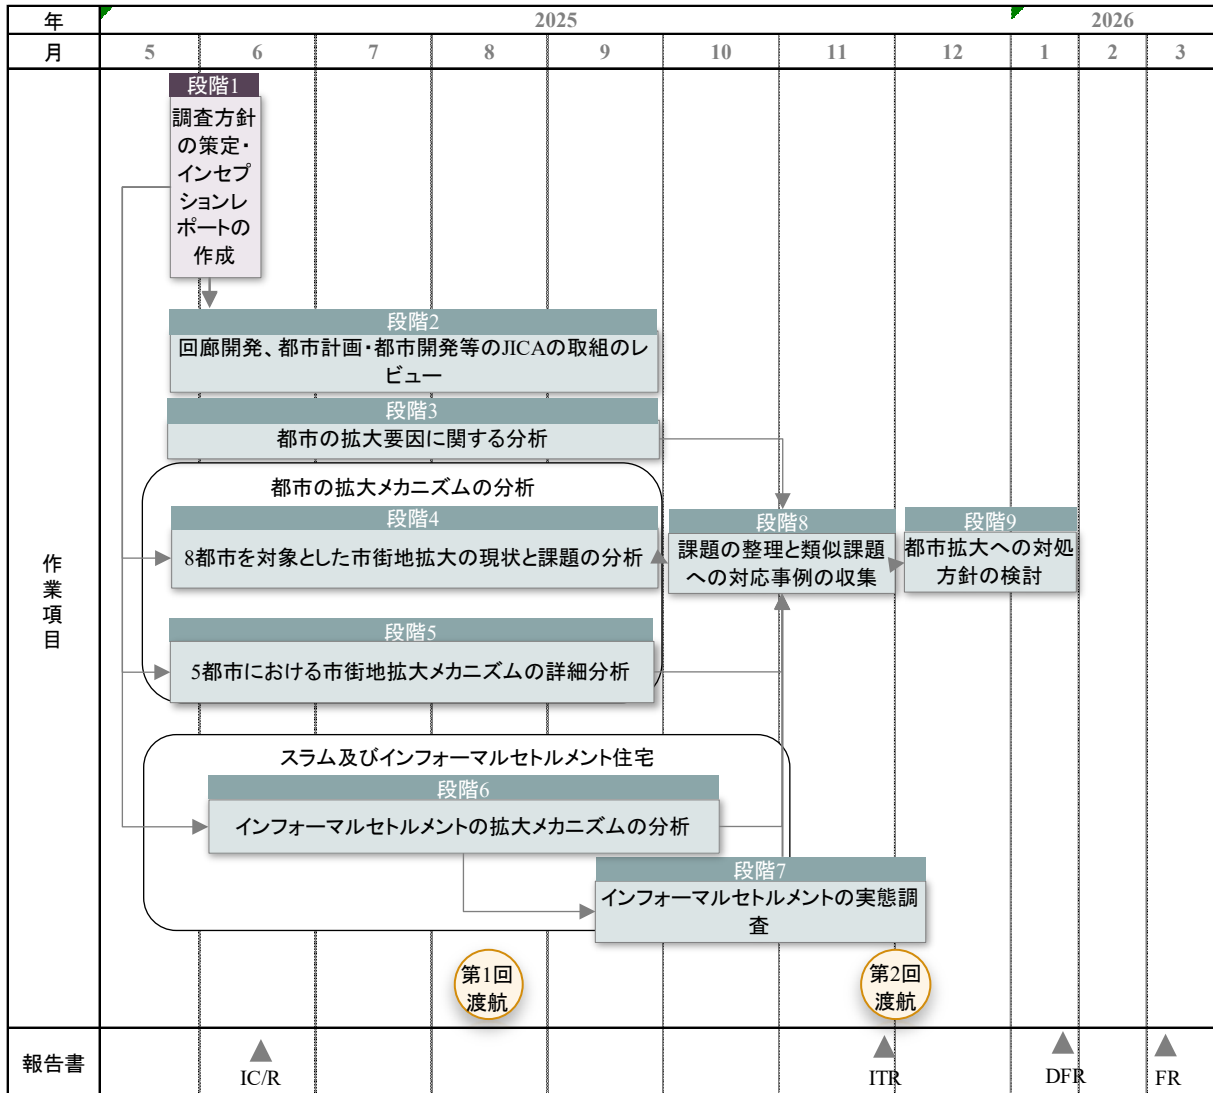 年 2025 2026
月 5 6 7 8 9 10 11 12 1 2 3
作業項目
段階1
調査方針
の策定・
インセプ
ションレ
ポートの
作成
段階2
回廊開発、都市計画・都市開発等のJICAの取組のレ
ビュー
段階3
都市の拡大要因に関する分析
都市の拡大メカニズムの分析
段階4
8都市を対象とした市街地拡大の現状と課題の分析
段階5
5都市における市街地拡大メカニズムの詳細分析
段階8
課題の整理と類似課題
への対応事例の収集
段階9
都市拡大への対処
方針の検討
スラム及びインフォーマルセトルメント住宅
段階6
インフォーマルセトルメントの拡大メカニズムの分析
段階7
インフォーマルセトルメントの実態調
査
第1回
渡航
第2回
渡航
報告書
IC/R ITR DFR FR